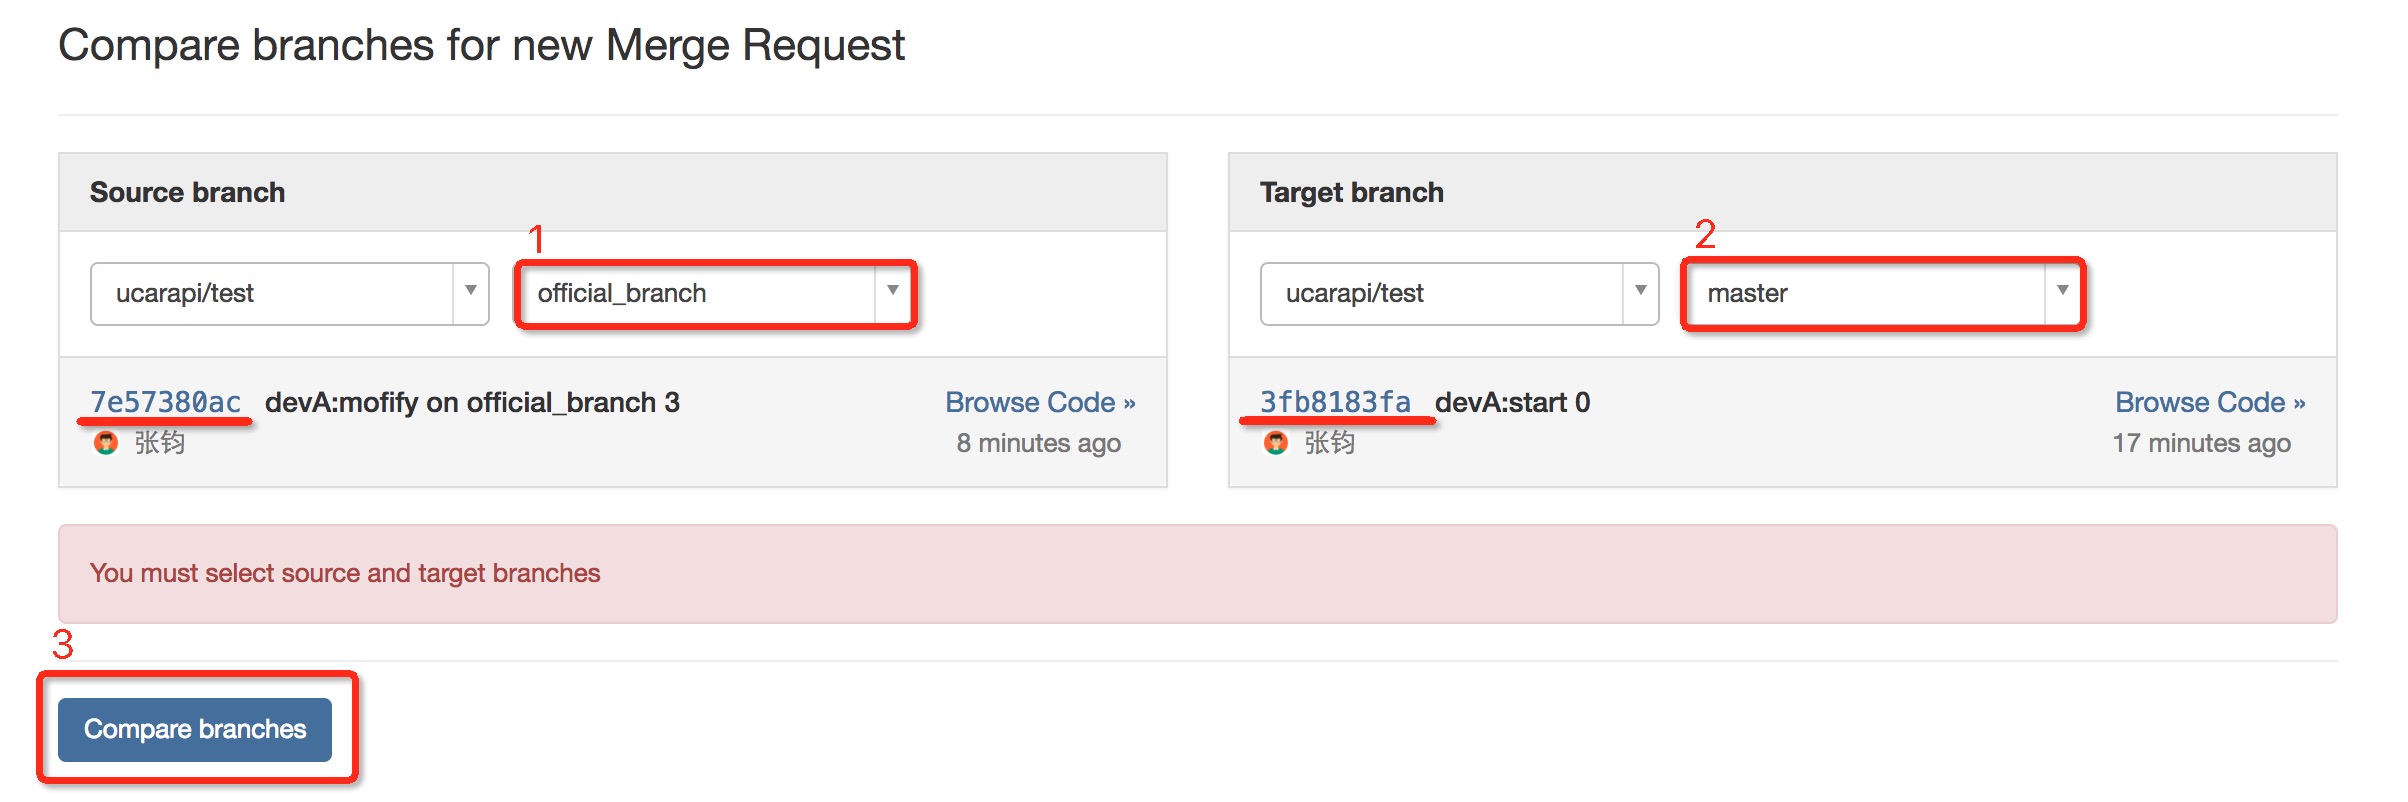 Compare branches for new Merge Request
Source branch
1
ucarapi/test official_branch
7e57380ac devA:mofify on official_branch 3 Browse Code »
张钧 8 minutes ago
Target branch
2
ucarapi/test master
3fb8183fa devA:start 0 Browse Code »
张钧 17 minutes ago
You must select source and target branches
3
Compare branches